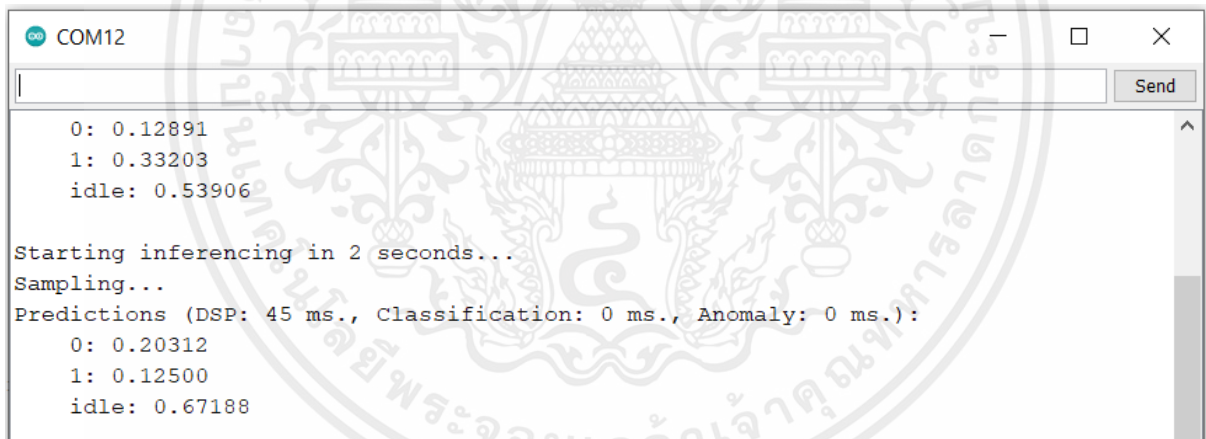 COM12
Send
0: 0.12891
1: 0.33203
idle: 0.53906
Starting inferencing in 2 seconds...
Sampling...
Predictions (DSP: 45 ms., Classification: 0 ms., Anomaly: 0 ms.):
0: 0.20312
1: 0.12500
idle: 0.67188